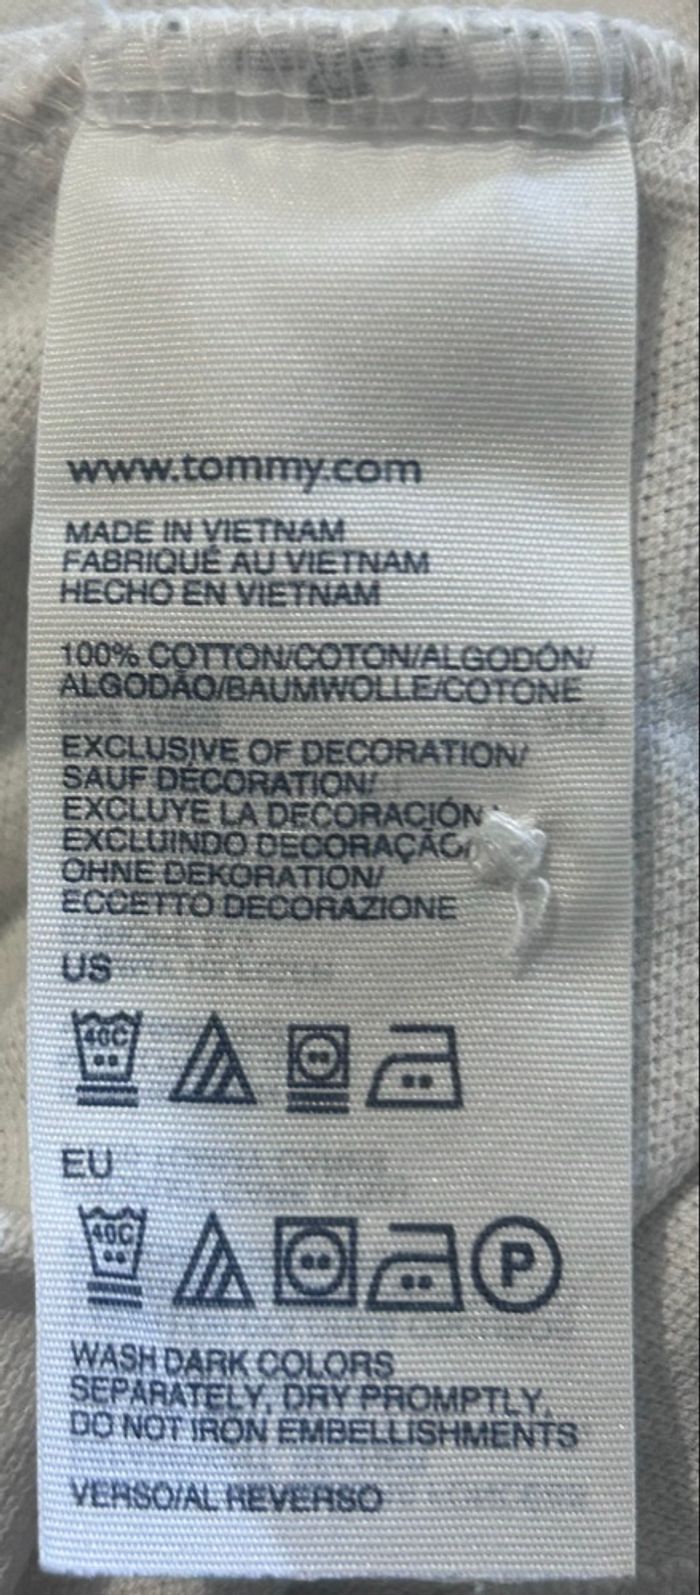 www.tommy.com
MADE IN VIETNAM
FABRIQUÉ AU VIETNAM
HECHO EN VIETNAM
100% COTTON/COTON/ALGODÓN/
ALGODÃO/BAUMWOLLE/COTONE
EXCLUSIVE OF DECORATION/
SAUF DÉCORATION/
EXCLUYE LA DECORACIÓN
EXCLUINDO DECORAÇÃO/
OHNE DEKORATION/
ECCETTO DECORAZIONE
US
40C
EU
40C
P
WASH DARK COLORS
SEPARATELY, DRY PROMPTLY,
DO NOT IRON EMBELLISHMENTS
VERSO/AL REVERSO